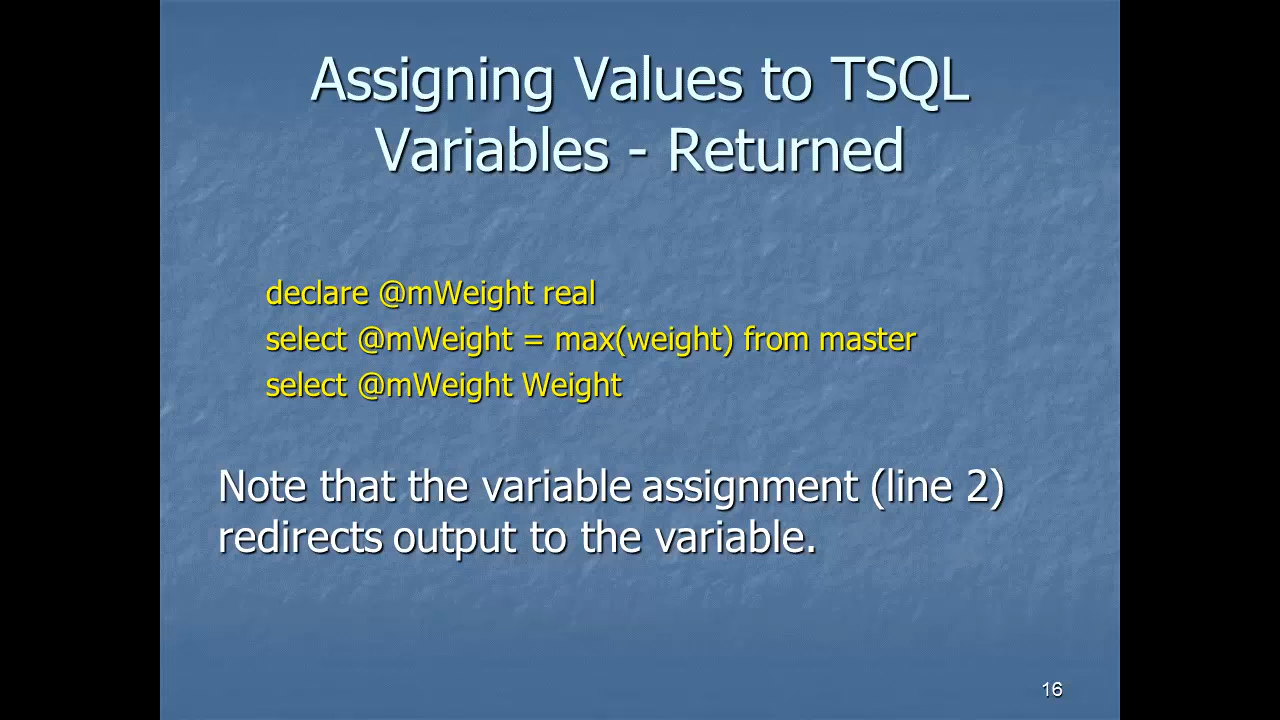 Assigning Values to TSQL
Variables - Returned
declare @mWeight real
select @mWeight = max(weight) from master
select @mWeight Weight
Note that the variable assignment (line 2)
redirects output to the variable.
16